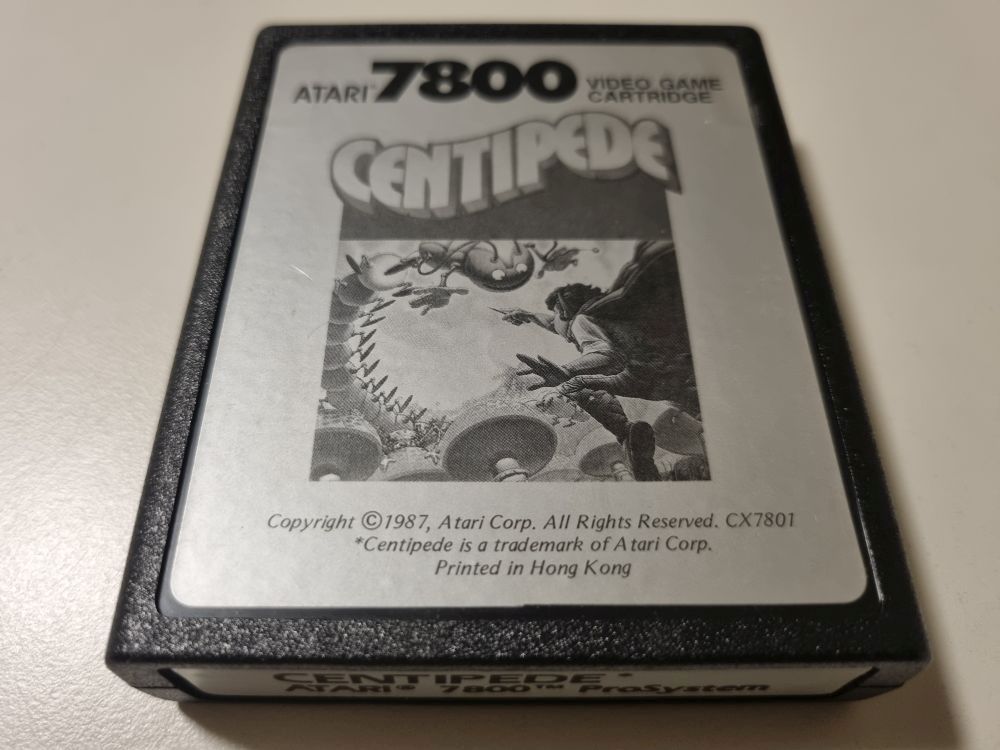 ATARI® 7800 VIDEO GAME CARTRIDGE
CENTIPEDE
Copyright ©1987, Atari Corp. All Rights Reserved. CX7801
*Centipede is a trademark of Atari Corp.
Printed in Hong Kong
CENTIPEDE*
ATARI® 7800™ ProSystem